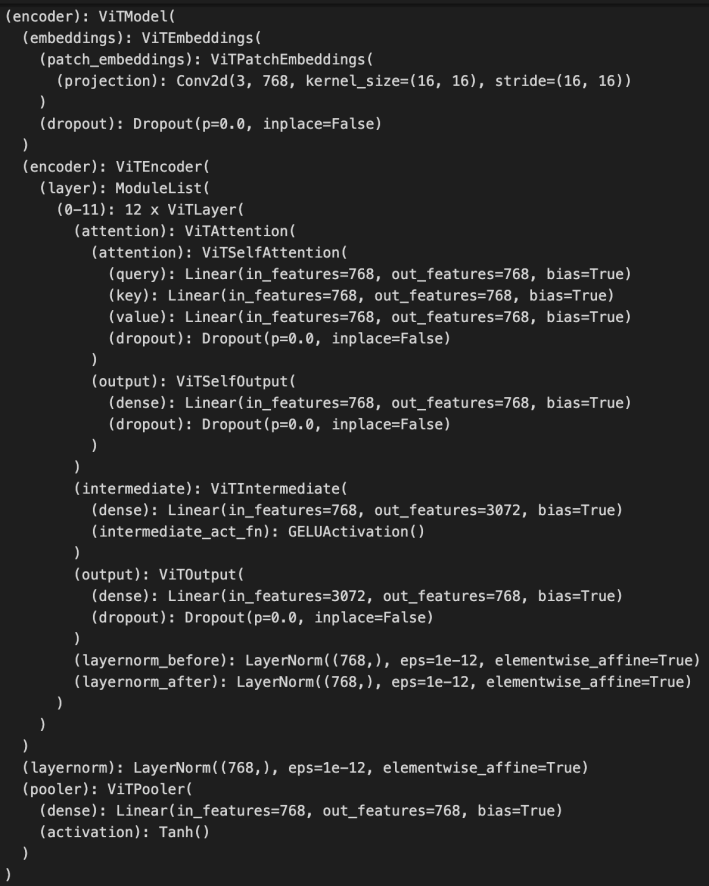 (encoder): ViTModel(
  (embeddings): ViTEmbeddings(
    (patch_embeddings): ViTPatchEmbeddings(
      (projection): Conv2d(3, 768, kernel_size=(16, 16), stride=(16, 16))
    )
    (dropout): Dropout(p=0.0, inplace=False)
  )
  (encoder): ViTEncoder(
    (layer): ModuleList(
      (0-11): 12 x ViTLayer(
        (attention): ViTAttention(
          (attention): ViTSelfAttention(
            (query): Linear(in_features=768, out_features=768, bias=True)
            (key): Linear(in_features=768, out_features=768, bias=True)
            (value): Linear(in_features=768, out_features=768, bias=True)
            (dropout): Dropout(p=0.0, inplace=False)
          )
          (output): ViTSelfOutput(
            (dense): Linear(in_features=768, out_features=768, bias=True)
            (dropout): Dropout(p=0.0, inplace=False)
          )
        )
        (intermediate): ViTIntermediate(
          (dense): Linear(in_features=768, out_features=3072, bias=True)
          (intermediate_act_fn): GELUActivation()
        )
        (output): ViTOutput(
          (dense): Linear(in_features=3072, out_features=768, bias=True)
          (dropout): Dropout(p=0.0, inplace=False)
        )
        (layernorm_before): LayerNorm((768,), eps=1e-12, elementwise_affine=True)
        (layernorm_after): LayerNorm((768,), eps=1e-12, elementwise_affine=True)
      )
    )
  )
  (layernorm): LayerNorm((768,), eps=1e-12, elementwise_affine=True)
  (pooler): ViTPooler(
    (dense): Linear(in_features=768, out_features=768, bias=True)
    (activation): Tanh()
  )
)